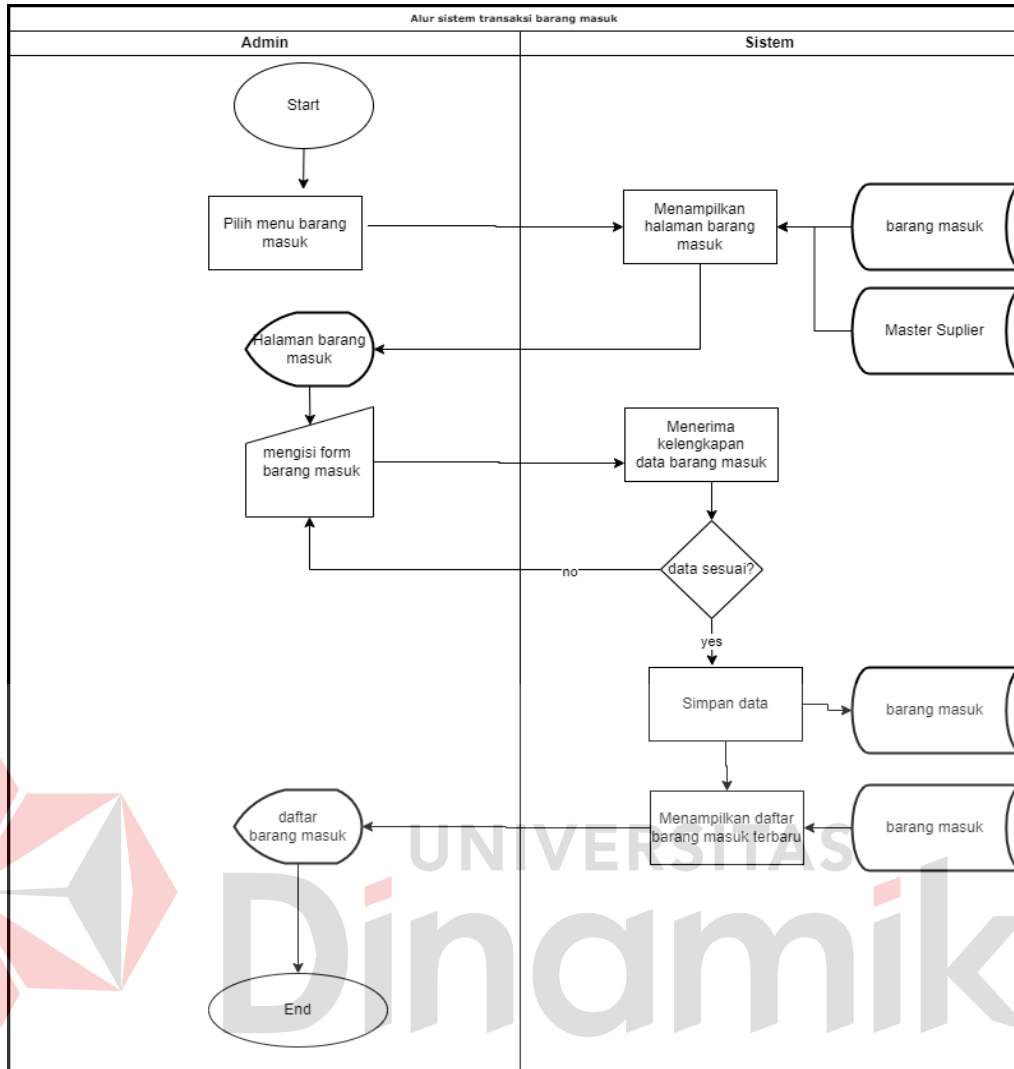 Alur sistem transaksi barang masuk
Admin
Sistem
Start
Pilih menu barang
masuk
Menampilkan
halaman barang
masuk
barang masuk
Master Suplier
Halaman barang
masuk
mengisi form
barang masuk
Menerima
kelengkapan
data barang masuk
data sesuai?
no
yes
Simpan data
barang masuk
Menampilkan daftar
barang masuk terbaru
barang masuk
daftar
barang masuk
End
UNIVERSITAS
Dinamik